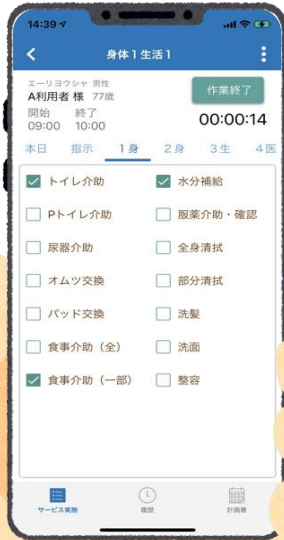 14:39
身体1生活1
エーリヨウシャ 男性
A利用者 様 77歳
作業終了
開始 終了
09:00 10:00
00:00:14
本日 指示 1身 2身 3生 4医
トイレ介助 水分補給
Pトイレ介助 服薬介助・確認
尿器介助 全身清拭
オムツ交換 部分清拭
パッド交換 洗髪
食事介助（全） 洗面
食事介助（一部） 整容
サービス実施 履歴 計画書